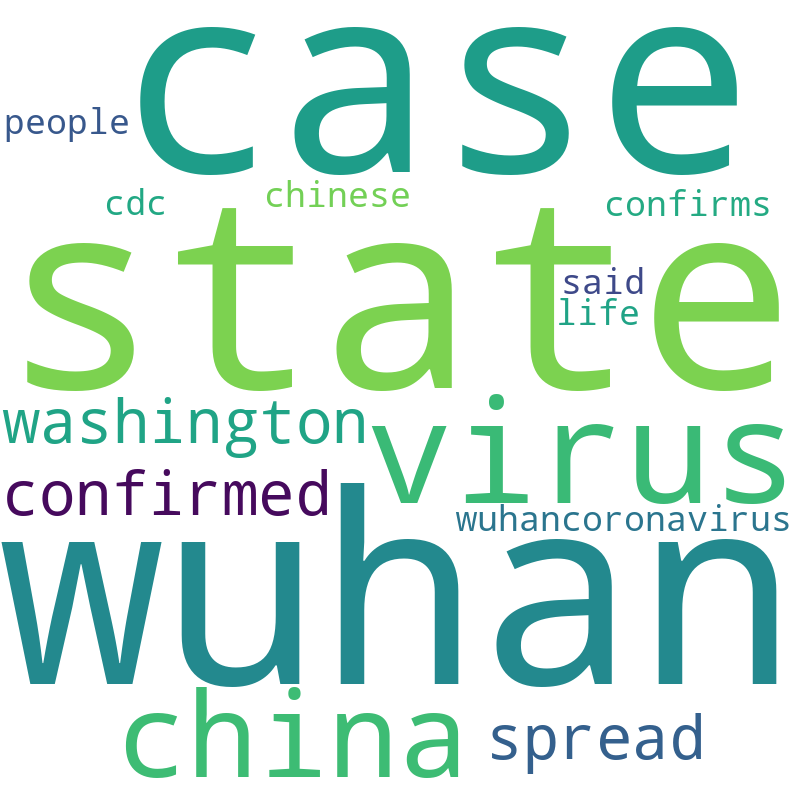 case
people
cdc
chinese
confirms
state
said
life
washington
virus
confirmed
wuhancoronavirus
wuhan
china
spread